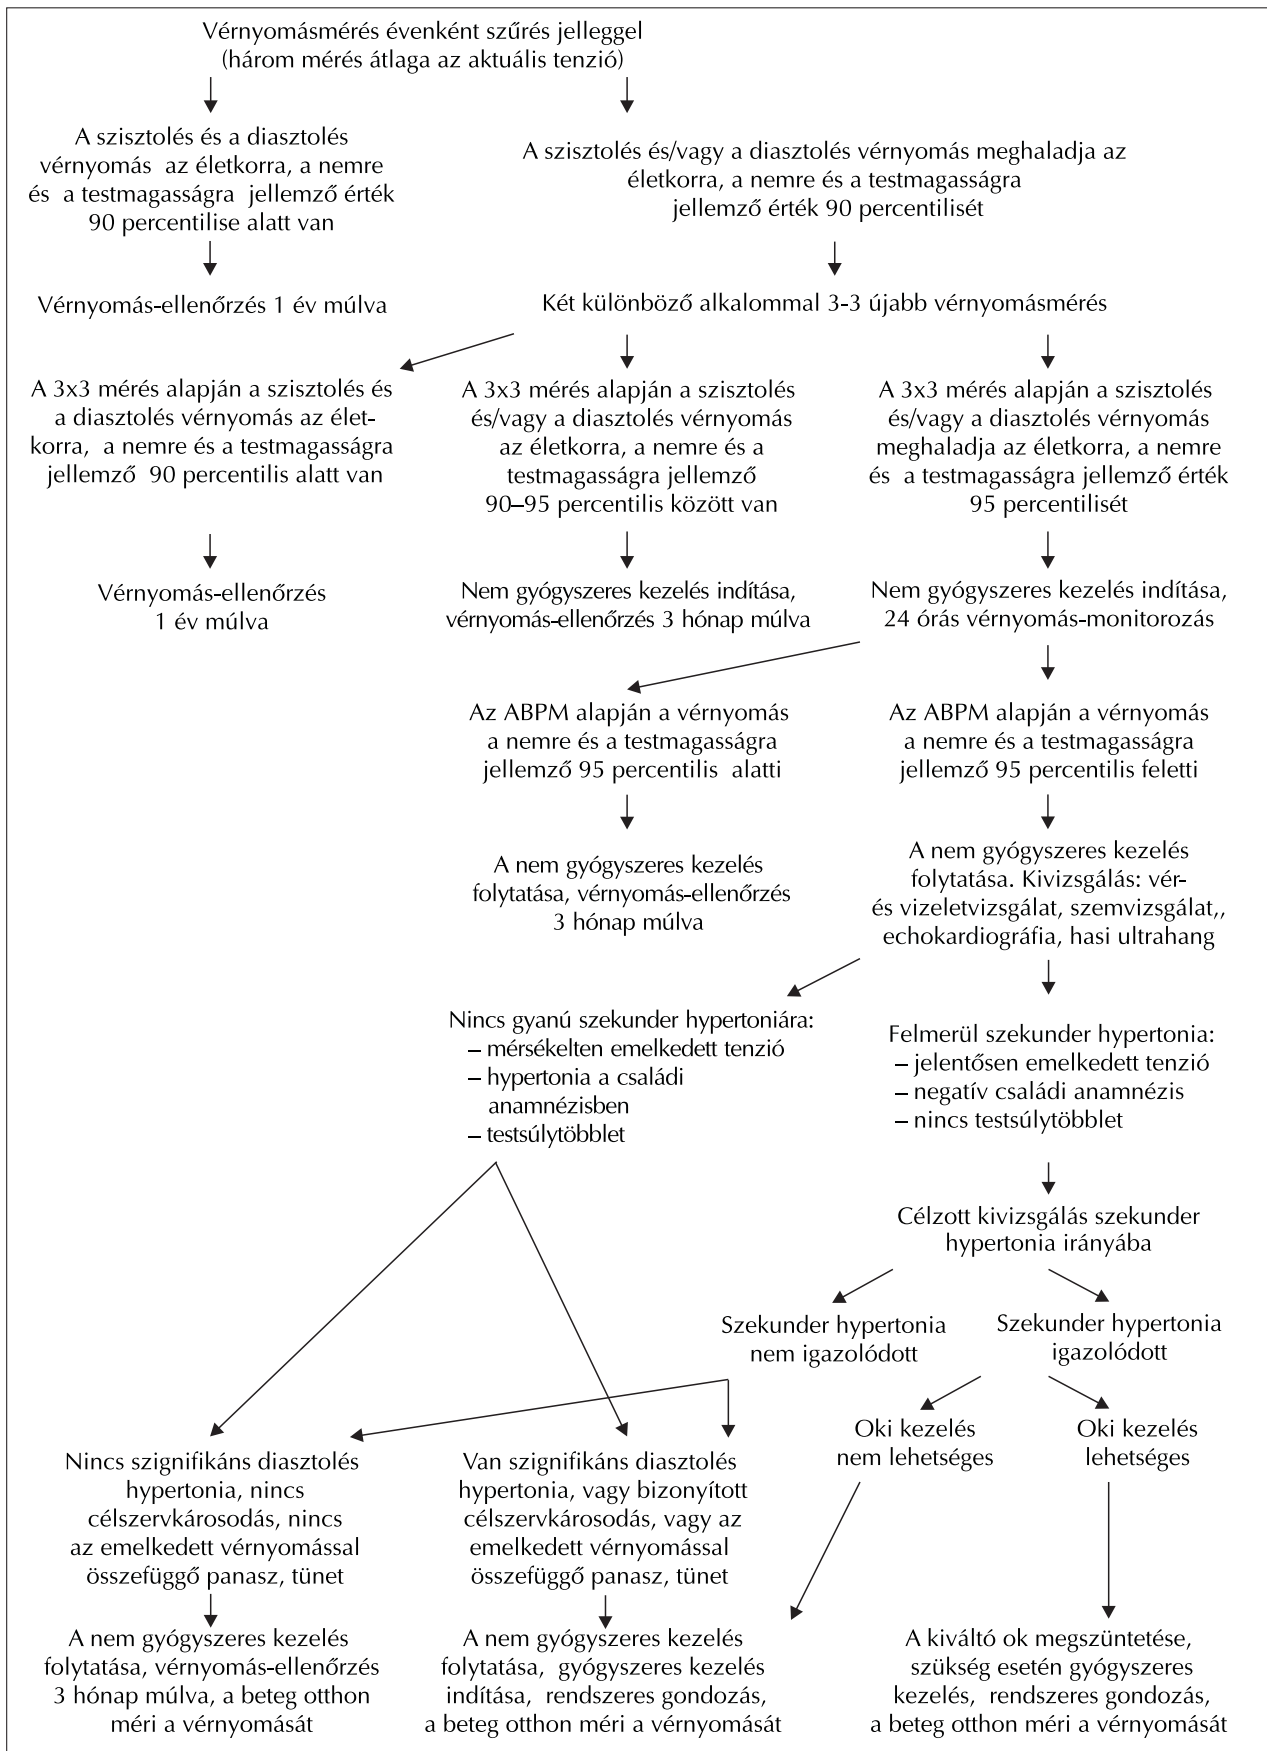 Vérnyomásmérés évenként szűrés jelleggel
(három mérés átlaga az aktuális tenzió)
A szisztolés és a diasztolés
vérnyomás az életkorra, a nemre
és a testmagasságra jellemző érték
90 percentilise alatt van
A szisztolés és/vagy a diasztolés vérnyomás meghaladja az
életkorra, a nemre és a testmagasságra
jellemző érték 90 percentilisét
Vérnyomás-ellenőrzés 1 év múlva
Két különböző alkalommal 3-3 újabb vérnyomásmérés
A 3x3 mérés alapján a szisztolés és
a diasztolés vérnyomás az élet-
korra, a nemre és a testmagasságra
jellemző 90 percentilis alatt van
A 3x3 mérés alapján a szisztolés
és/vagy a diasztolés vérnyomás
az életkorra, a nemre és a
testmagasságra jellemző
90–95 percentilis között van
A 3x3 mérés alapján a szisztolés
és/vagy a diasztolés vérnyomás
meghaladja az életkorra, a nemre
és a testmagasságra jellemző érték
95 percentilisét
Vérnyomás-ellenőrzés
1 év múlva
Nem gyógyszeres kezelés indítása,
vérnyomás-ellenőrzés 3 hónap múlva
Nem gyógyszeres kezelés indítása,
24 órás vérnyomás-monitorozás
Az ABPM alapján a vérnyomás
a nemre és a testmagasságra
jellemző 95 percentilis alatti
Az ABPM alapján a vérnyomás
a nemre és a testmagasságra
jellemző 95 percentilis feletti
A nem gyógyszeres kezelés
folytatása, vérnyomás-ellenőrzés
3 hónap múlva
A nem gyógyszeres kezelés
folytatása. Kivizsgálás: vér-
és vizeletvizsgálat, szemvizsgálat,,
echokardiográfia, hasi ultrahang
Nincs gyanú szekunder hypertoniára:
– mérsékelten emelkedett tenzió
– hypertonia a családi
anamnézisben
– testsúlytöbblet
Felmerül szekunder hypertonia:
– jelentősen emelkedett tenzió
– negatív családi anamnézis
– nincs testsúlytöbblet
Célzott kivizsgálás szekunder
hypertonia irányába
Szekunder hypertonia
nem igazolódott
Szekunder hypertonia
igazolódott
Oki kezelés
nem lehetséges
Oki kezelés
lehetséges
Nincs szignifikáns diasztolés
hypertonia, nincs
célszervkárosodás, nincs
az emelkedett vérnyomással
összefüggő panasz, tünet
Van szignifikáns diasztolés
hypertonia, vagy bizonyított
célszervkárosodás, vagy az
emelkedett vérnyomással
összefüggő panasz, tünet
A nem gyógyszeres kezelés
folytatása, vérnyomás-ellenőrzés
3 hónap múlva, a beteg otthon
méri a vérnyomását
A nem gyógyszeres kezelés
folytatása, gyógyszeres kezelés
indítása, rendszeres gondozás,
a beteg otthon méri a vérnyomását
A kiváltó ok megszüntetése,
szükség esetén gyógyszeres
kezelés, rendszeres gondozás,
a beteg otthon méri a vérnyomását